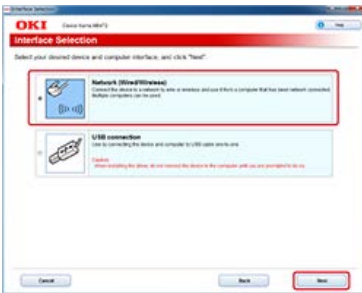 Interface Selection
OKI
Device Name:
Help
Interface Selection
Select your desired device and computer interface, and click "Next".
Network (Wired/Wireless)
Connect the device to a network by wire or wireless and use it from a computer that has been network connected.
Multiple computers can be used.
USB connection
Use by connecting the device and computer by USB cable one-to-one.
Caution
When installing the driver, do not connect the device to the computer until you are prompted to do so.
Cancel
Back
Next